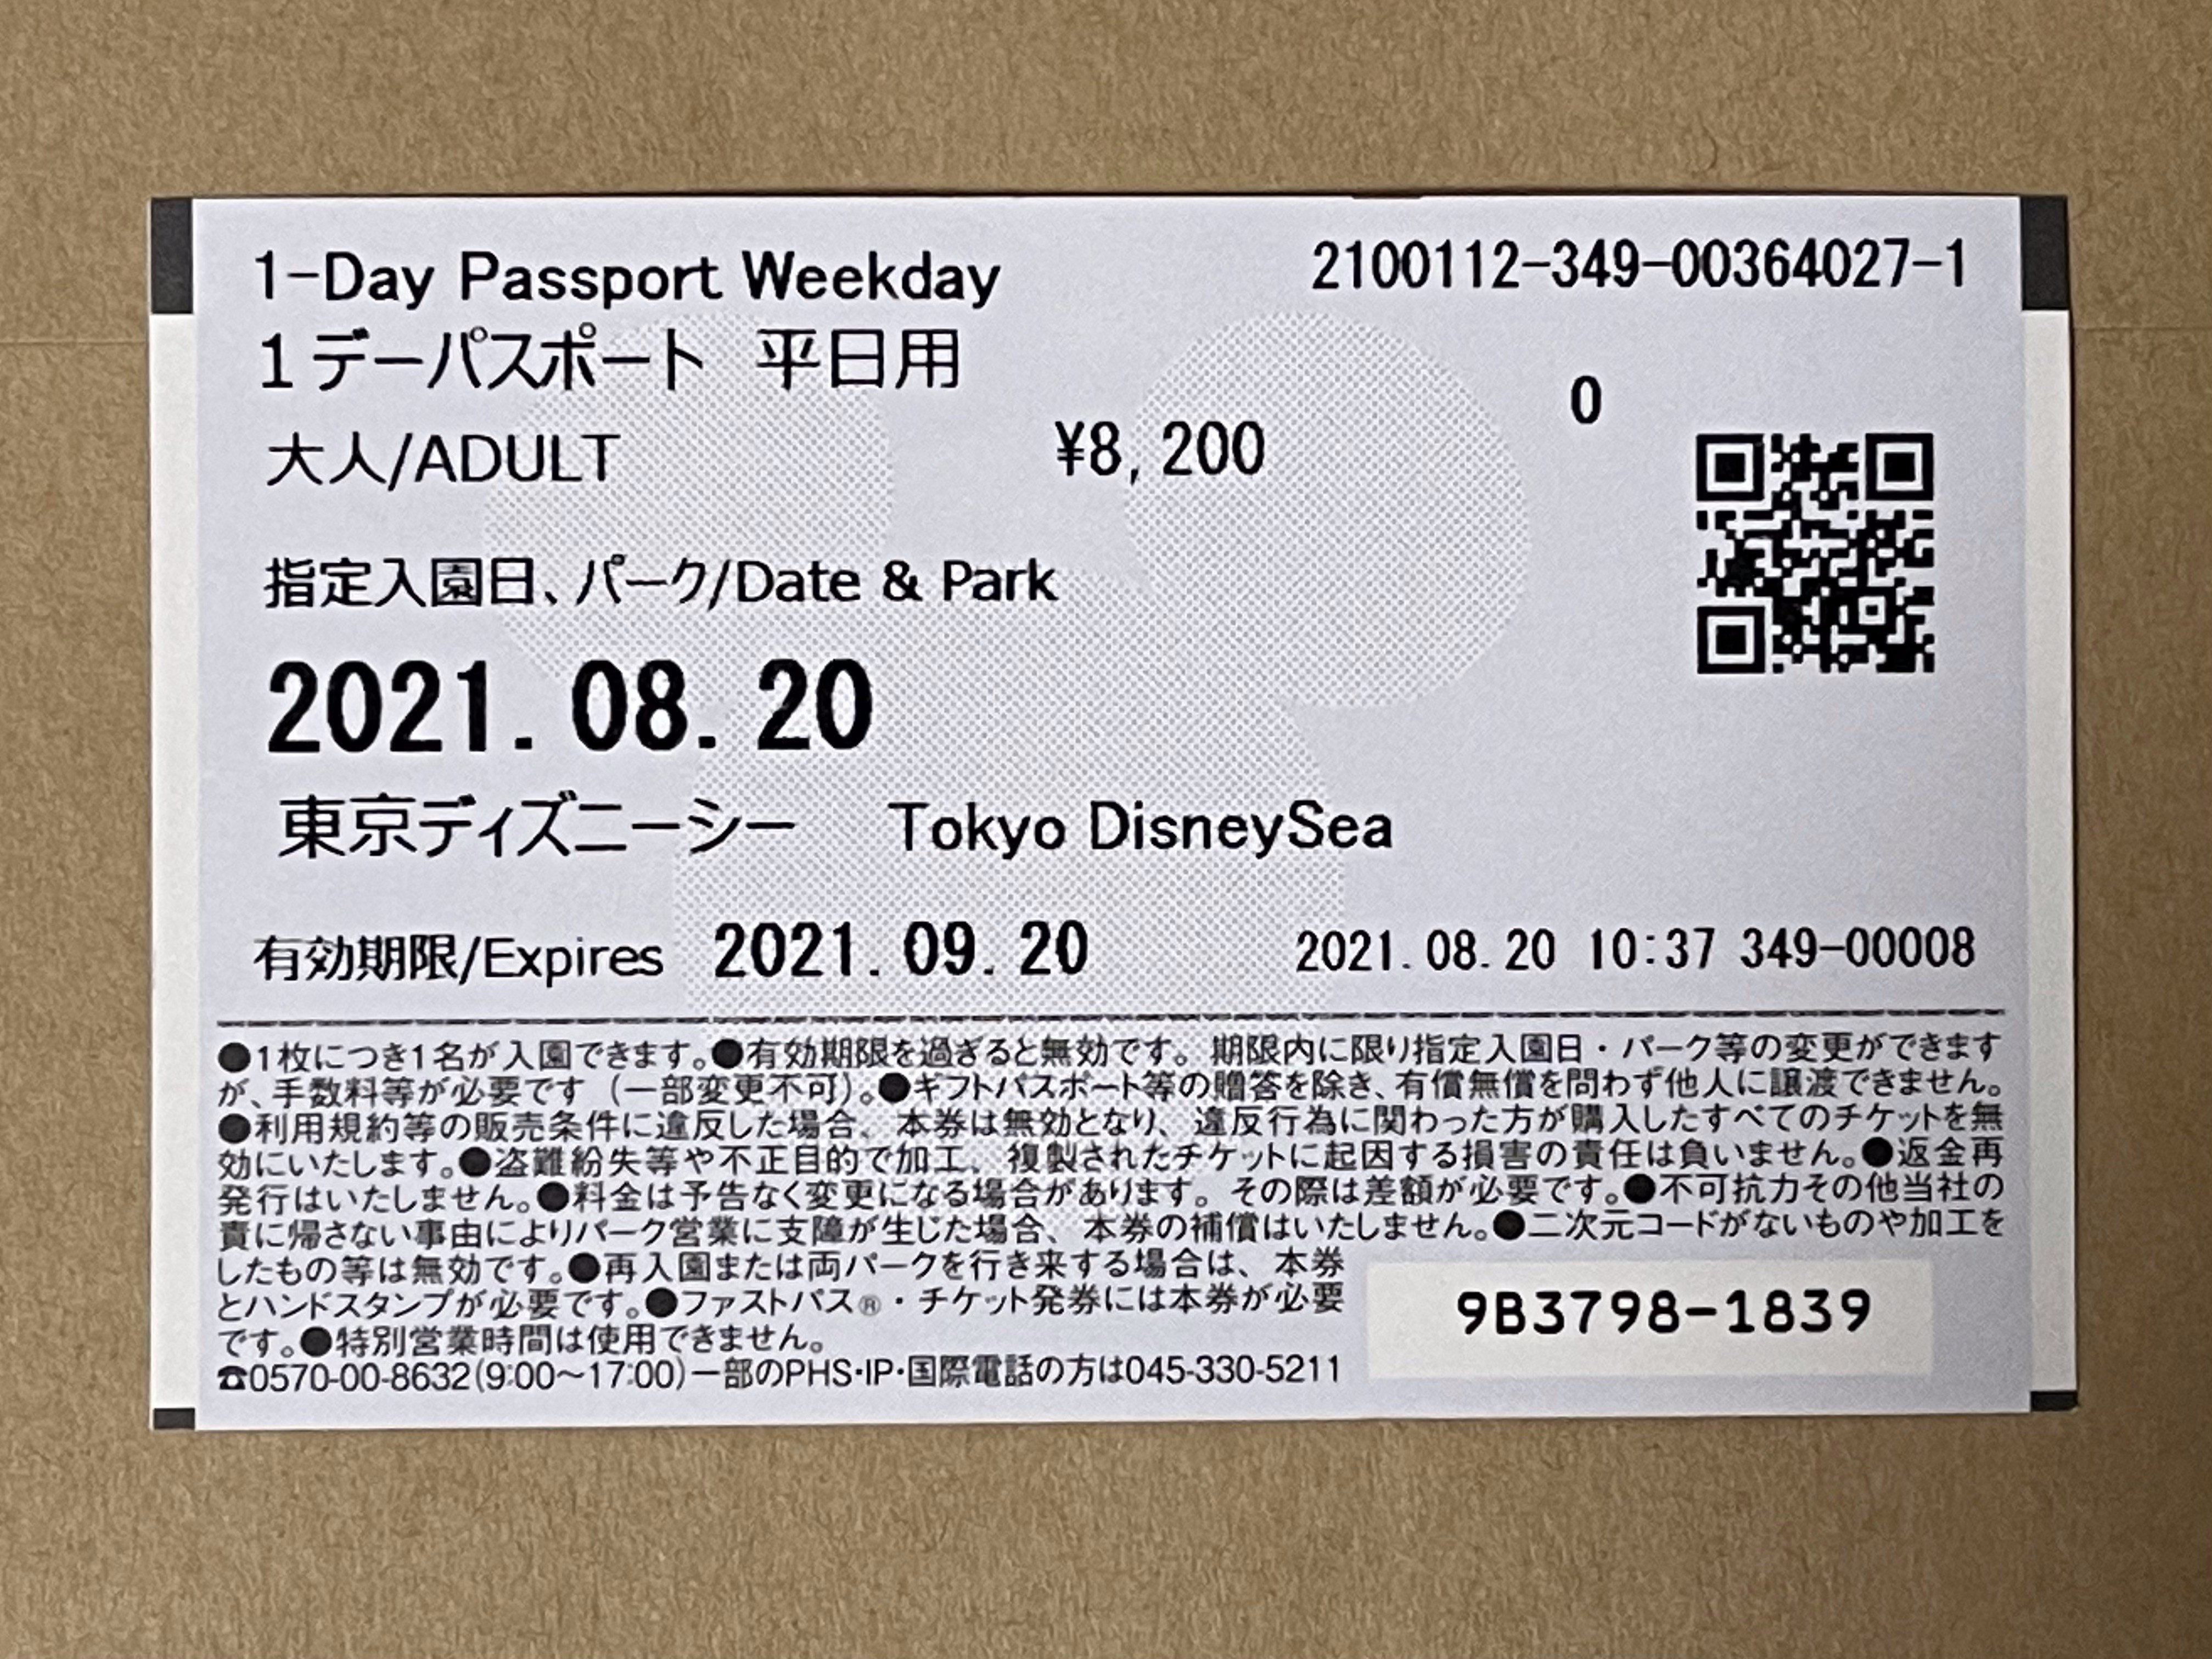 1-Day Passport Weekday
2100112-349-00364027-1
1デーパスポート 平日用
0
大人/ADULT
¥8,200
指定入園日、パーク/Date & Park
2021.08.20
東京ディズニーシー Tokyo DisneySea
有効期限/Expires 2021.09.20
2021.08.20 10:37 349-00008
●1枚につき1名が入園できます。●有効期限を過ぎると無効です。期限内に限り指定入園日・パーク等の変更ができます
が、手数料等が必要です（一部変更不可）。●ギフトパスポート等の贈答を除き、有償無償を問わず他人に譲渡できません。
●利用規約等の販売条件に違反した場合、本券は無効となり、違反行為に関わった方が購入したすべてのチケットを無
効にいたします。●盗難紛失等や不正目的で加工、複製されたチケットに起因する損害の責任は負いません。●返金再
発行はいたしません。●料金は予告なく変更になる場合があります。その際は差額が必要です。●不可抗力その他当社の
責に帰さない事由によりパーク営業に支障が生じた場合、本券の補償はいたしません。●二次元コードがないものや加工を
したもの等は無効です。●再入園または両パークを行き来する場合は、本券
とハンドスタンプが必要です。●ファストパス®・チケット発券には本券が必要
です。●特別営業時間は使用できません。
☎0570-00-8632(9:00〜17:00)一部のPHS・IP・国際電話の方は045-330-5211
9B3798-1839